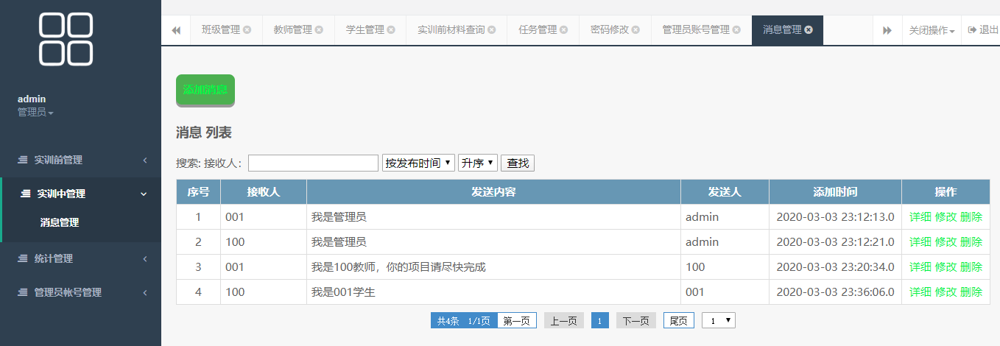 班级管理 教师管理 学生管理 实训前材料查询 任务管理 密码修改 管理员账号管理 消息管理 关闭操作 退出
admin
管理员
实训前管理
实训中管理
消息管理
统计管理
管理员帐号管理
添加消息
消息 列表
搜索: 接收人： 按发布时间 升序 查找
序号 接收人 发送内容 发送人 添加时间 操作
1 001 我是管理员 admin 2020-03-03 23:12:13.0 详细 修改 删除
2 100 我是管理员 admin 2020-03-03 23:12:21.0 详细 修改 删除
3 001 我是100教师，你的项目请尽快完成 100 2020-03-03 23:20:34.0 详细 修改 删除
4 100 我是001学生 001 2020-03-03 23:36:06.0 详细 修改 删除
共4条 1/1页 第一页 上一页 1 下一页 尾页 1